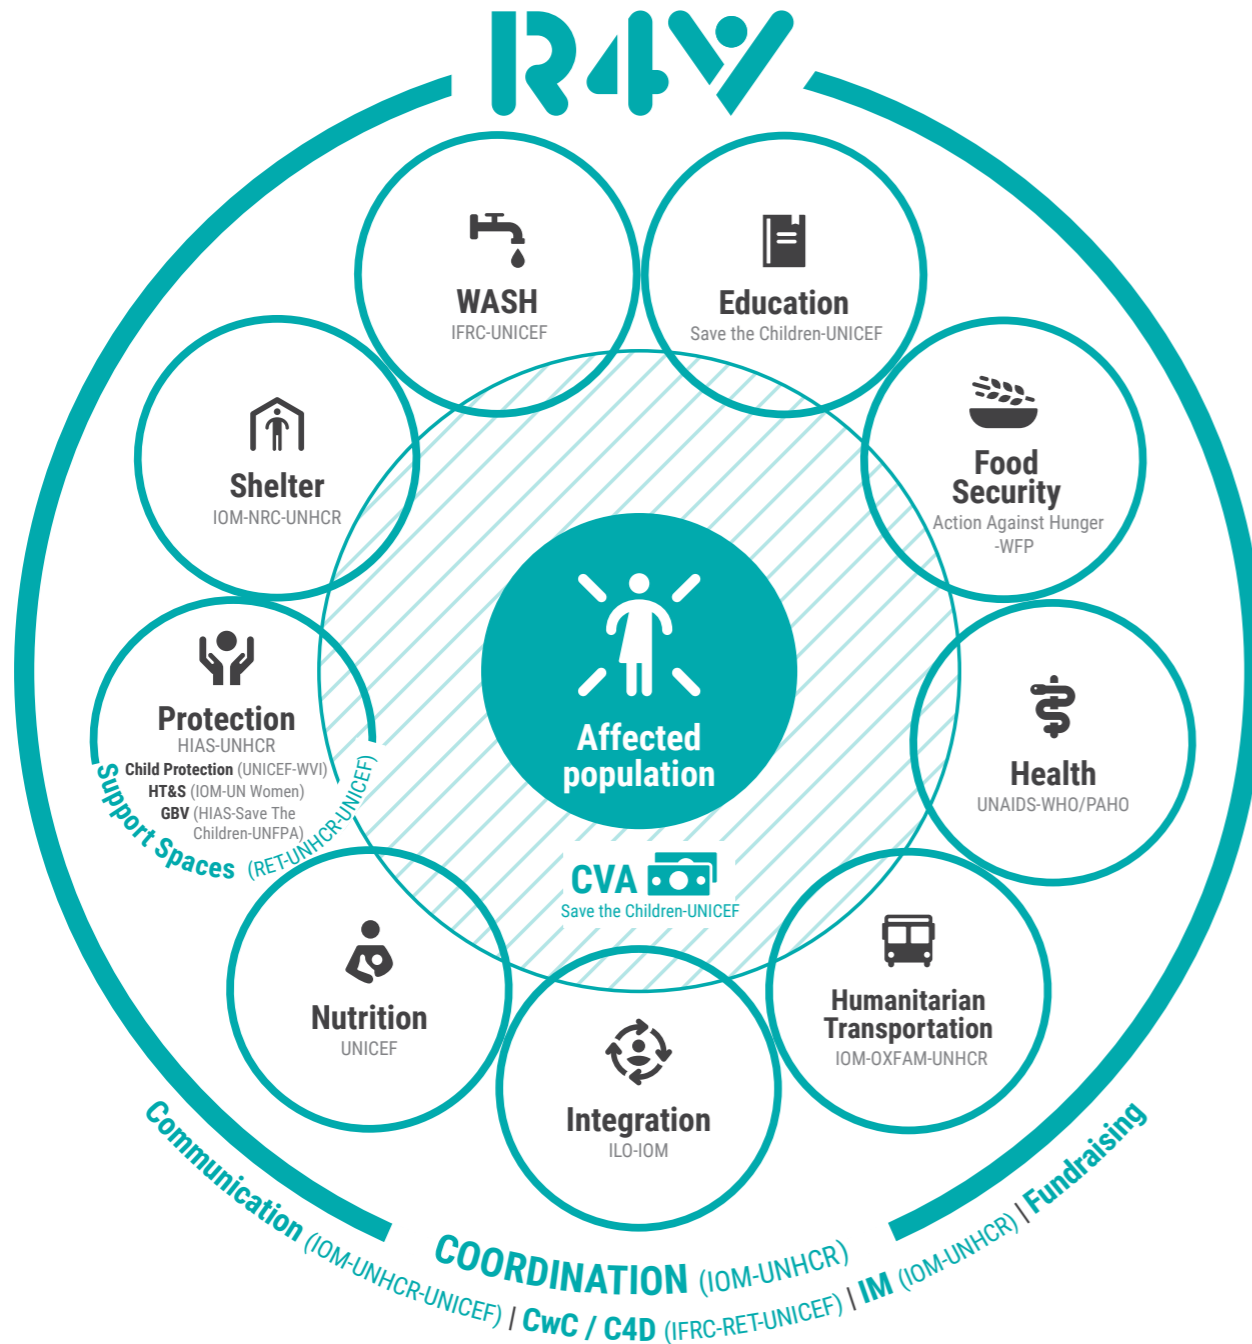 R4V
WASH
IFRC-UNICEF
Education
Save the Children-UNICEF
Shelter
IOM-NRC-UNHCR
Food
Security
Action Against Hunger
-WFP
Protection
HIAS-UNHCR
Child Protection (UNICEF-WVI)
HT&S (IOM-UN Women)
GBV (HIAS-Save The
Children-UNFPA)
Support Spaces (RET-UNHCR-UNICEF)
Affected
population
Health
UNAIDS-WHO/PAHO
CVA
Save the Children-UNICEF
Nutrition
UNICEF
Humanitarian
Transportation
IOM-OXFAM-UNHCR
Integration
ILO-IOM
COORDINATION (IOM-UNHCR)
Communication (IOM-UNHCR-UNICEF) | CwC / C4D (IFRC-RET-UNICEF) | IM (IOM-UNHCR) | Fundraising